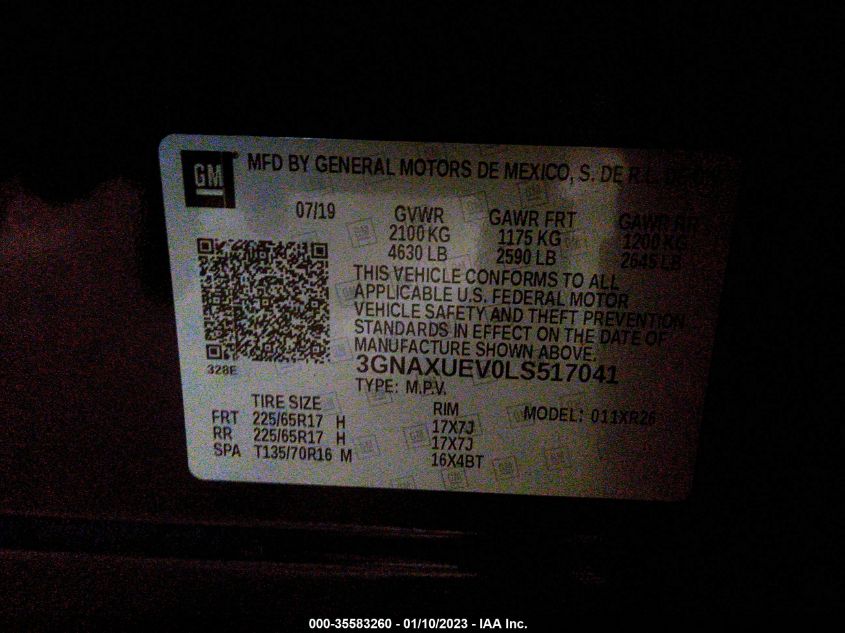 GM MFD BY GENERAL MOTORS DE MEXICO, S. DE R.L. DE C.V.
07/19 GVWR GAWR FRT GAWR RR
2100 KG 1175 KG 1200 KG
4630 LB 2590 LB 2645 LB
THIS VEHICLE CONFORMS TO ALL
APPLICABLE U.S. FEDERAL MOTOR
VEHICLE SAFETY AND THEFT PREVENTION
STANDARDS IN EFFECT ON THE DATE OF
MANUFACTURE SHOWN ABOVE.
328E 3GNAXUEV0LS517041
TYPE: M.P.V.
TIRE SIZE RIM MODEL: 011XR26
FRT 225/65R17 H 17X7J
RR 225/65R17 H 17X7J
SPA T135/70R16 M 16X4BT
000-35583260 - 01/10/2023 - IAA Inc.